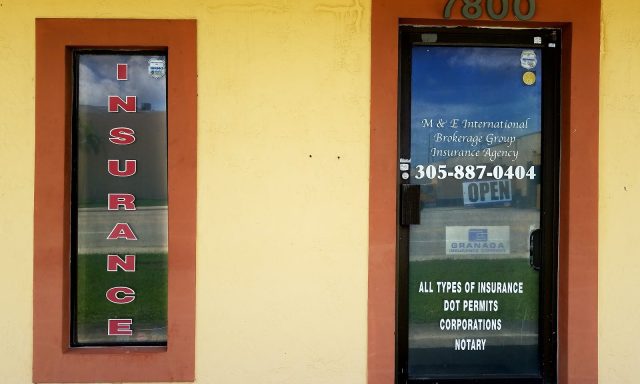 7800
INSURANCE
M & E International
Brokerage Group
Insurance Agency
305-887-0404
OPEN
GRANADA
ALL TYPES OF INSURANCE
DOT PERMITS
CORPORATIONS
NOTARY